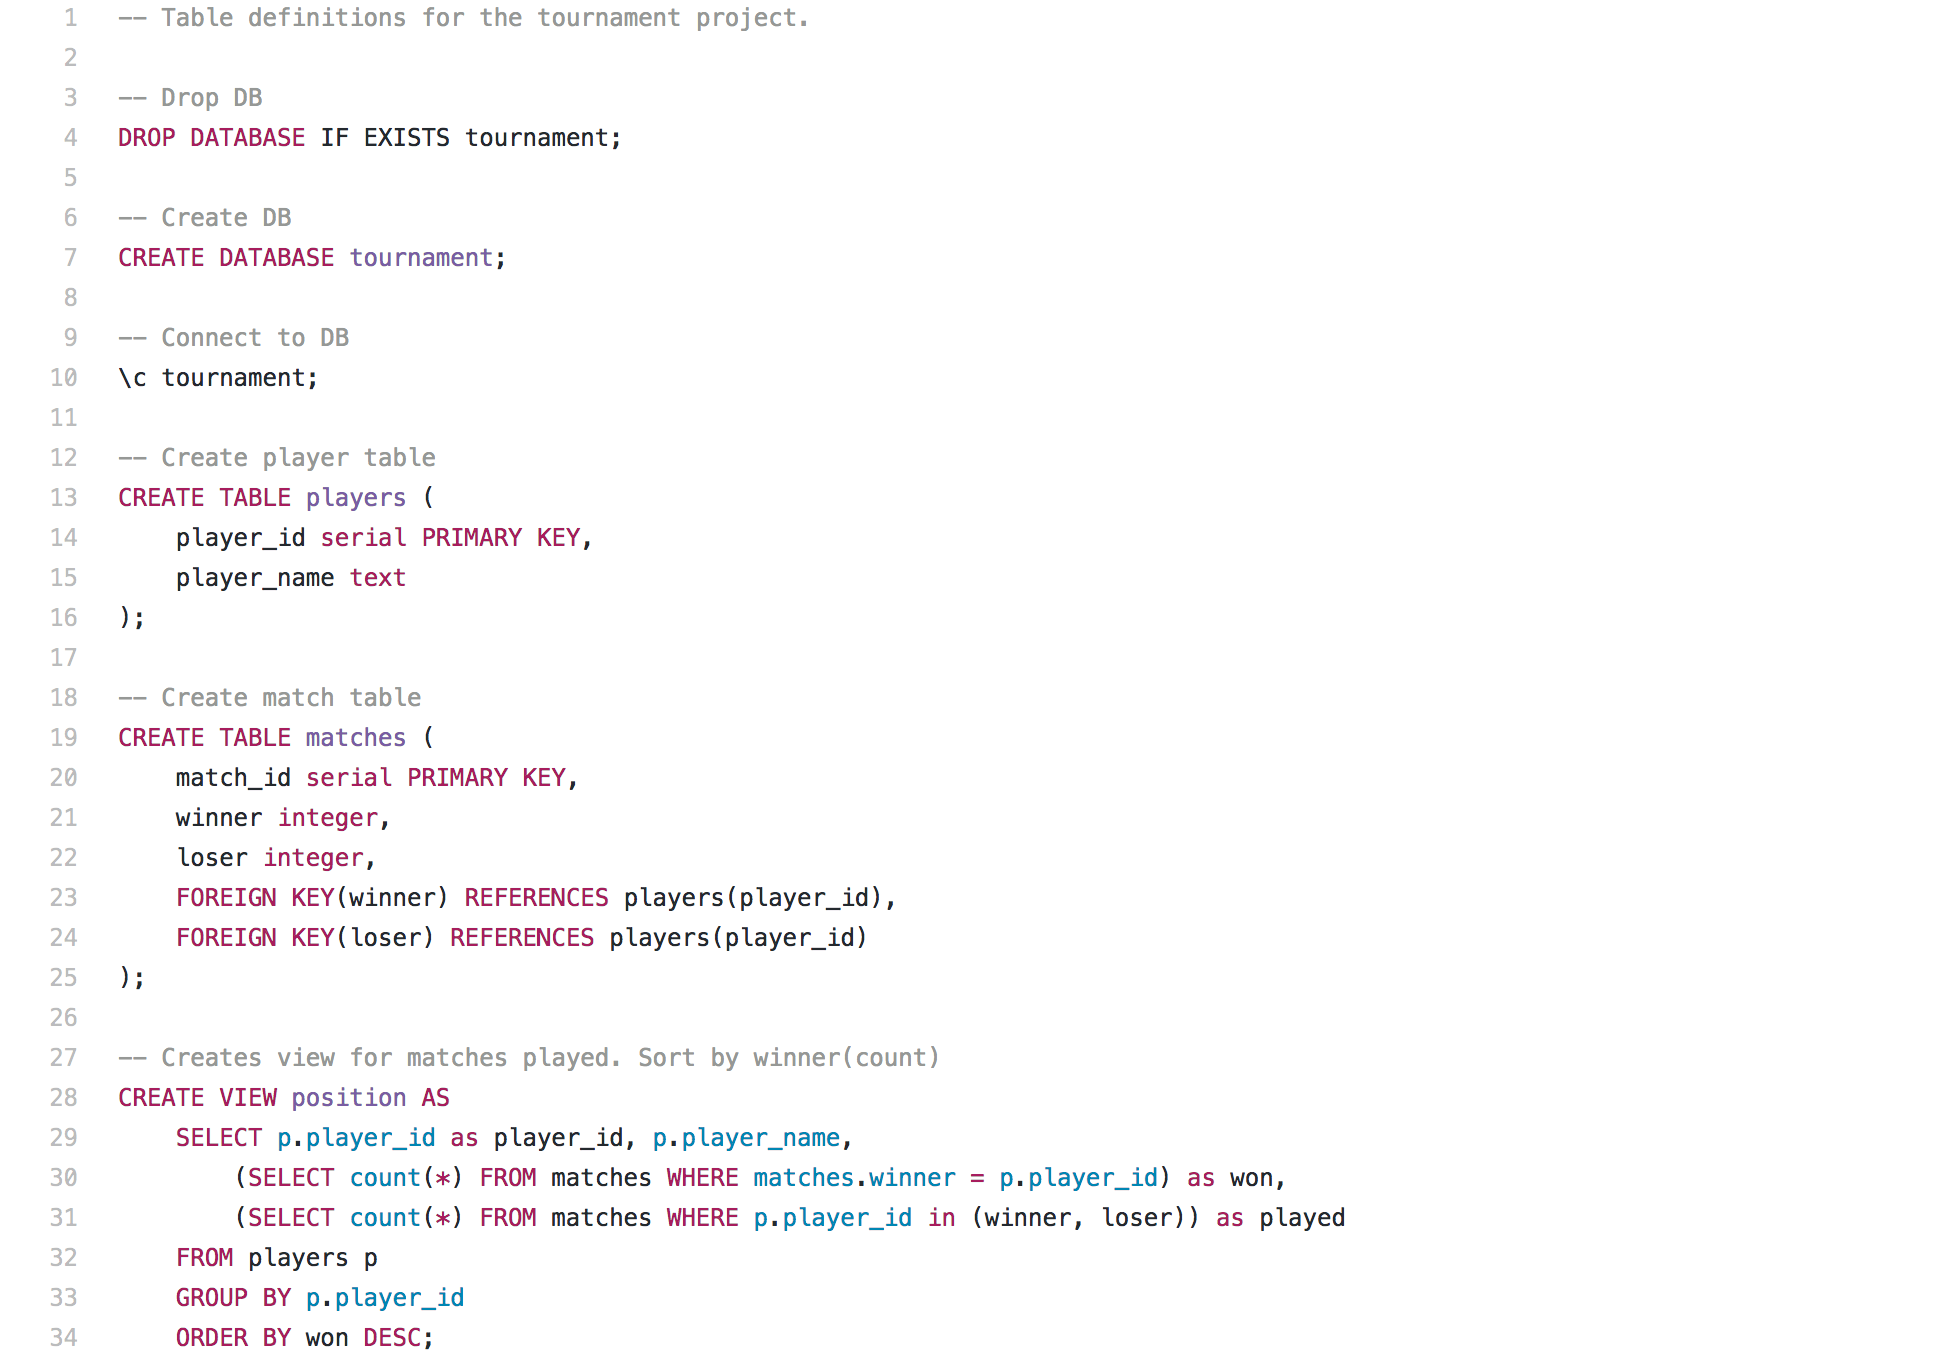 1 -- Table definitions for the tournament project.
2
3 -- Drop DB
4 DROP DATABASE IF EXISTS tournament;
5
6 -- Create DB
7 CREATE DATABASE tournament;
8
9 -- Connect to DB
10 \c tournament;
11
12 -- Create player table
13 CREATE TABLE players (
14     player_id serial PRIMARY KEY,
15     player_name text
16 );
17
18 -- Create match table
19 CREATE TABLE matches (
20     match_id serial PRIMARY KEY,
21     winner integer,
22     loser integer,
23     FOREIGN KEY(winner) REFERENCES players(player_id),
24     FOREIGN KEY(loser) REFERENCES players(player_id)
25 );
26
27 -- Creates view for matches played. Sort by winner(count)
28 CREATE VIEW position AS
29     SELECT p.player_id as player_id, p.player_name,
30         (SELECT count(*) FROM matches WHERE matches.winner = p.player_id) as won,
31         (SELECT count(*) FROM matches WHERE p.player_id in (winner, loser)) as played
32     FROM players p
33     GROUP BY p.player_id
34     ORDER BY won DESC;